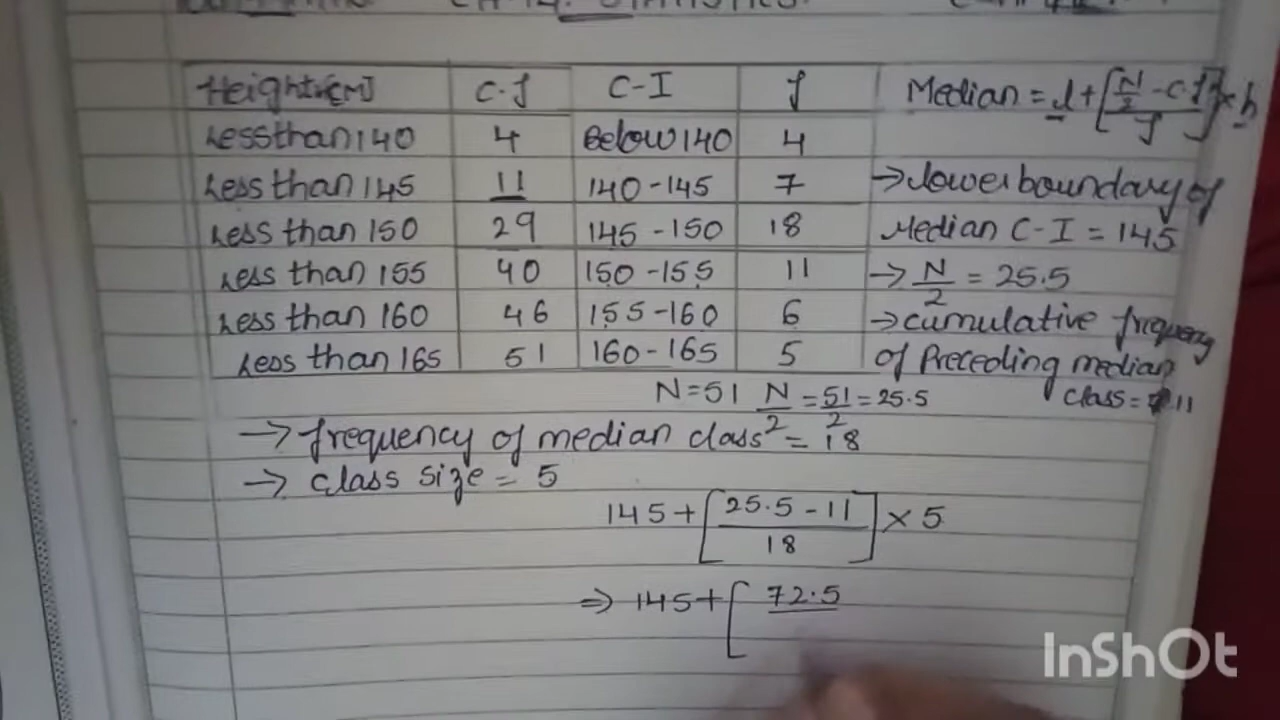 CH-14: STATISTICS.
Height[CM] C.f C-I f Median = l + [N/2 - Cf / f] × h
Less than 140 4 Below 140 4
Less than 145 11 140-145 7 → lower boundary of
Less than 150 29 145-150 18 Median C-I = 145
Less than 155 40 150-155 11 → N/2 = 25.5
Less than 160 46 155-160 6 → Cumulative frequency
Less than 165 51 160-165 5 of Preceding median
N=51 N/2 = 51/2 = 25.5 class = 11
→ frequency of median class = 18
→ class size = 5
145 + [25.5 - 11 / 18] × 5
⇒ 145 + [72.5
InShOt